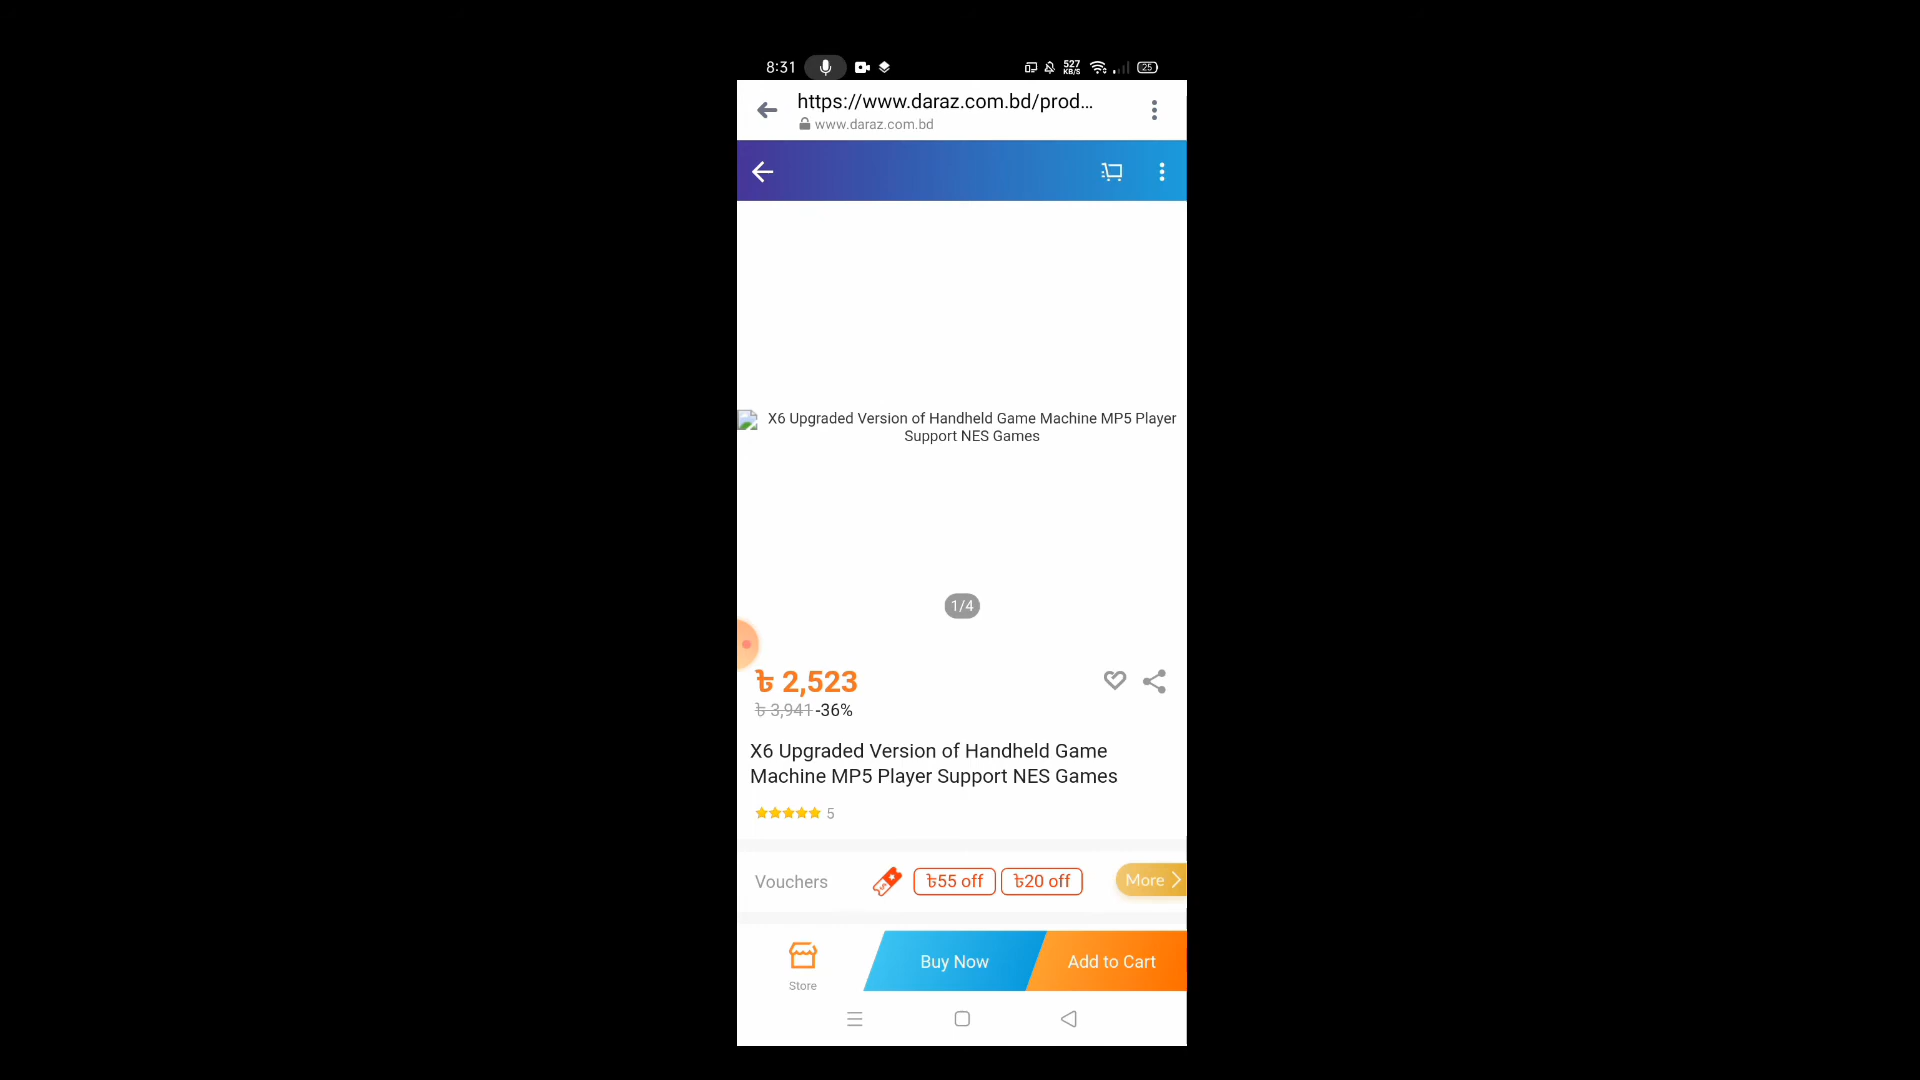 8:31
527
KB/S
25
https://www.daraz.com.bd/prod...
www.daraz.com.bd
X6 Upgraded Version of Handheld Game Machine MP5 Player
Support NES Games
1/4
৳ 2,523
৳ 3,941 -36%
X6 Upgraded Version of Handheld Game
Machine MP5 Player Support NES Games
5
Vouchers
৳55 off
৳20 off
More
Store
Buy Now
Add to Cart